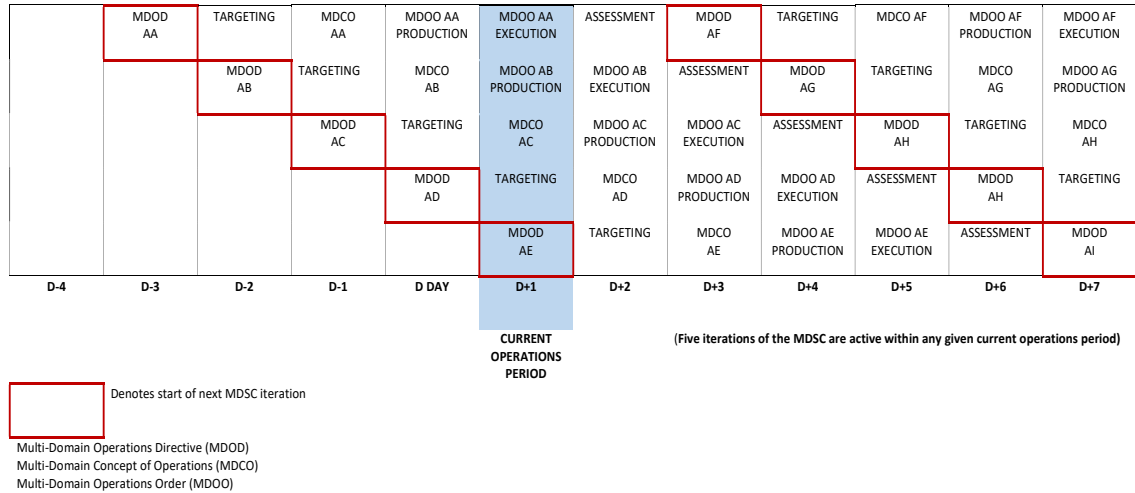 MDOD TARGETING MDCO MDOO AA MDOO AA ASSESSMENT MDOD TARGETING MDCO AF MDOO AF MDOO AF
AA AA PRODUCTION EXECUTION AF PRODUCTION EXECUTION
MDOD TARGETING MDCO MDOO AB MDOO AB ASSESSMENT MDOD TARGETING MDCO MDOO AG
AB AB PRODUCTION EXECUTION AG AG PRODUCTION
MDOD TARGETING MDCO MDOO AC MDOO AC ASSESSMENT MDOD TARGETING MDCO
AC AC PRODUCTION EXECUTION AH AH
MDOD TARGETING MDCO MDOO AD MDOO AD ASSESSMENT MDOD TARGETING
AD AD PRODUCTION EXECUTION AH
MDOD TARGETING MDCO MDOO AE MDOO AE ASSESSMENT MDOD
AE AE PRODUCTION EXECUTION AI
D-4 D-3 D-2 D-1 D DAY D+1 D+2 D+3 D+4 D+5 D+6 D+7
CURRENT (Five iterations of the MDSC are active within any given current operations period)
OPERATIONS
PERIOD
Denotes start of next MDSC iteration
Multi-Domain Operations Directive (MDOD)
Multi-Domain Concept of Operations (MDCO)
Multi-Domain Operations Order (MDOO)